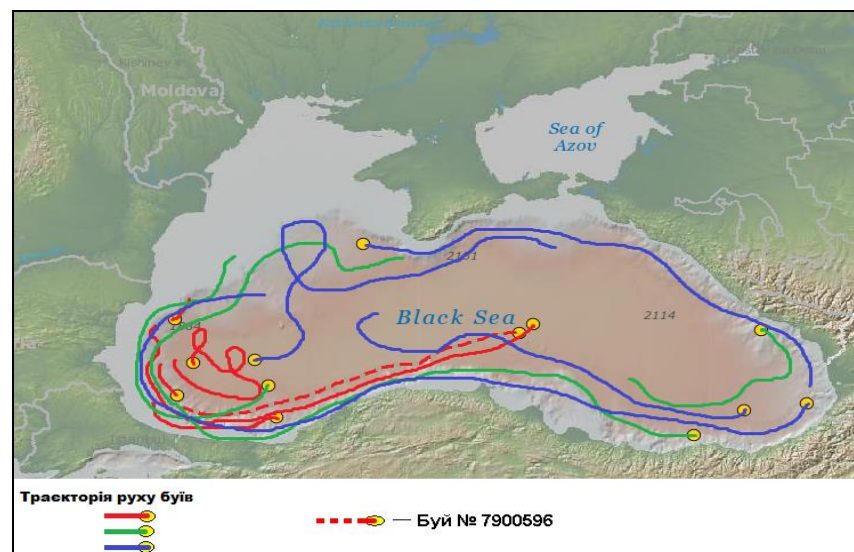 Moldova
Sea of
Azov
2131
Black Sea
2114
Траєкторія руху буїв
— Буй № 7900596